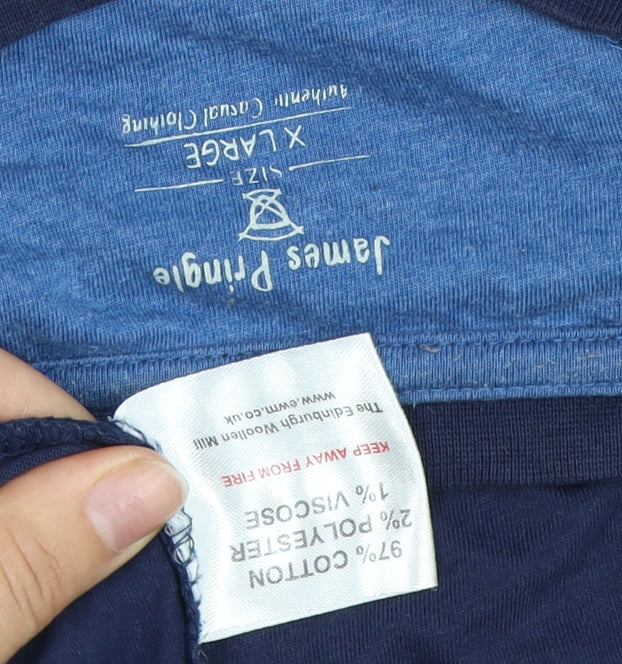 James Pringle
SIZE
X LARGE
Authentic Casual Clothing
97% COTTON
2% POLYESTER
1% VISCOSE
KEEP AWAY FROM FIRE
The Edinburgh Woollen Mill
www.ewm.co.uk